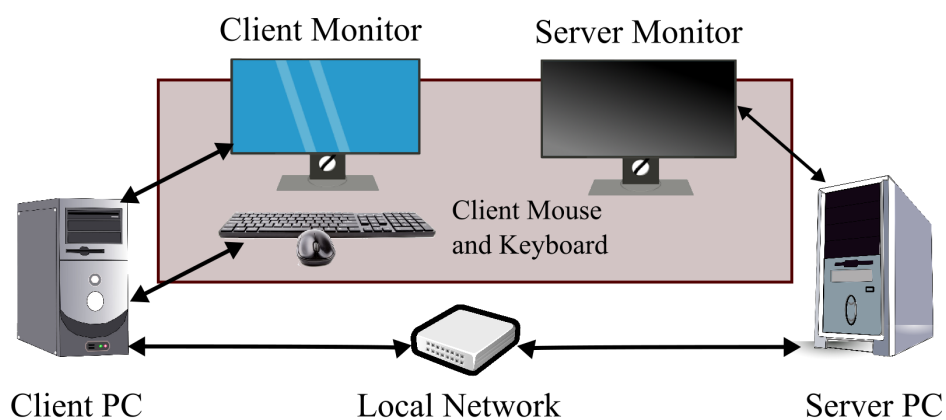 Client Monitor
Server Monitor
Client Mouse
and Keyboard
Client PC
Local Network
Server PC